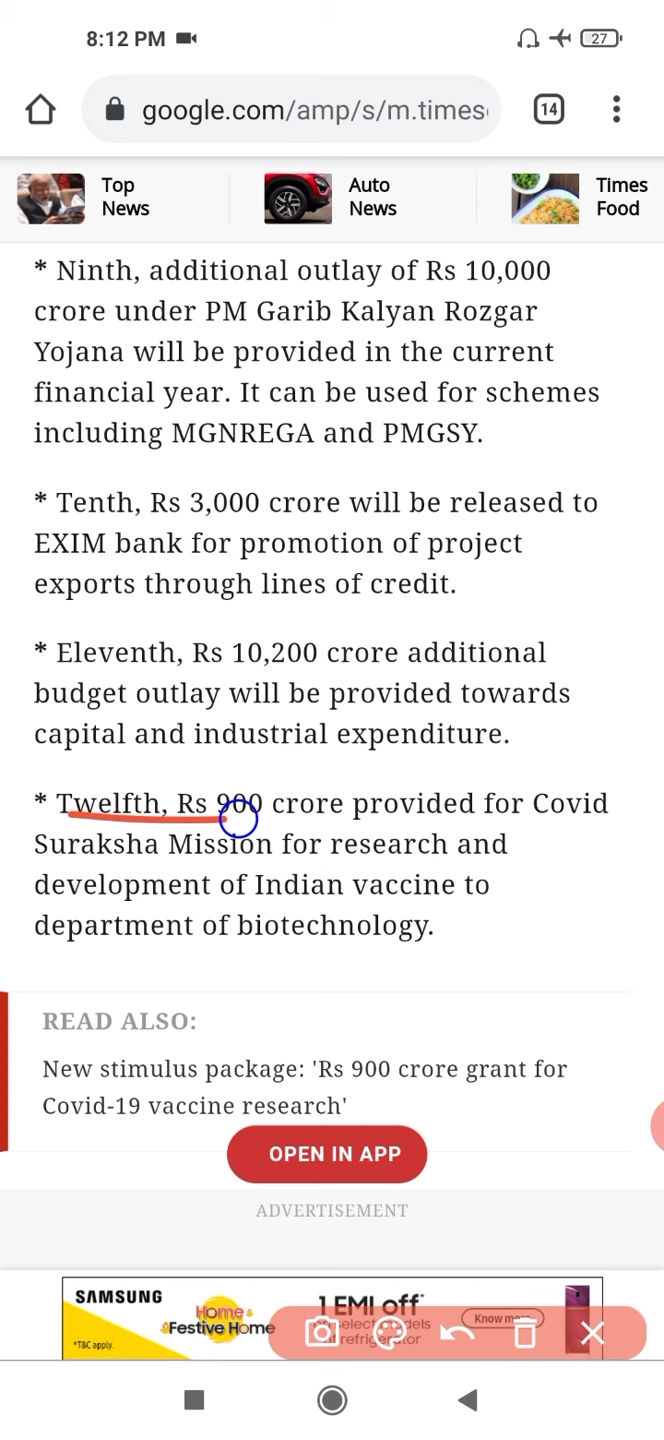 8:12 PM
27
google.com/amp/s/m.times
14
Top
News
Auto
News
Times
Food
* Ninth, additional outlay of Rs 10,000
crore under PM Garib Kalyan Rozgar
Yojana will be provided in the current
financial year. It can be used for schemes
including MGNREGA and PMGSY.
* Tenth, Rs 3,000 crore will be released to
EXIM bank for promotion of project
exports through lines of credit.
* Eleventh, Rs 10,200 crore additional
budget outlay will be provided towards
capital and industrial expenditure.
* Twelfth, Rs 900 crore provided for Covid
Suraksha Mission for research and
development of Indian vaccine to
department of biotechnology.
READ ALSO:
New stimulus package: 'Rs 900 crore grant for
Covid-19 vaccine research'
OPEN IN APP
ADVERTISEMENT
SAMSUNG
Home
Festive Home
*T&C apply.
1 EMI off*
Know